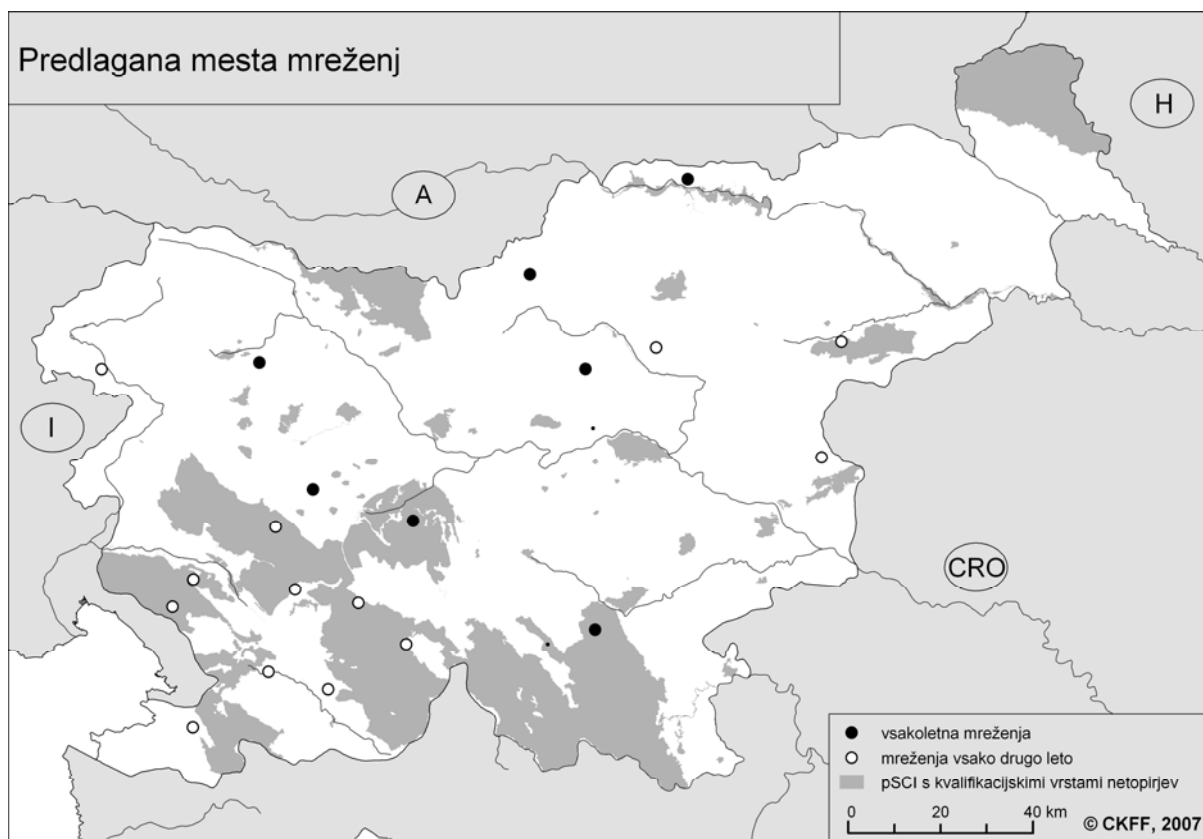 Predlagana mesta mreženj
H
A
I
CRO
vsakoletna mreženja
mreženja vsako drugo leto
pSCI s kvalifikacijskimi vrstami netopirjev
0 20 40 km
© CKFF, 2007